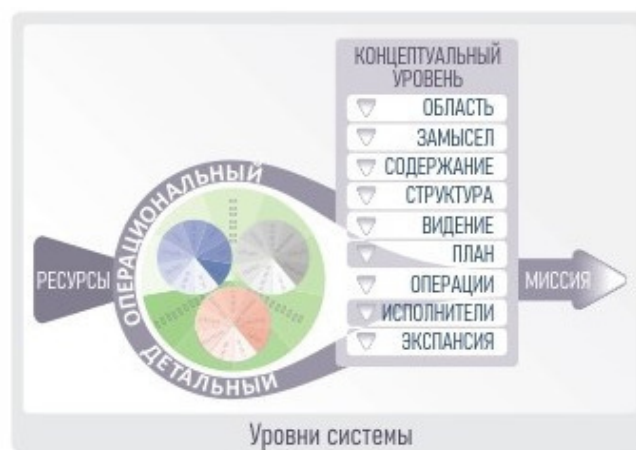 КОНЦЕПТУАЛЬНЫЙ
УРОВЕНЬ
ОБЛАСТЬ
ЗАМЫСЕЛ
СОДЕРЖАНИЕ
СТРУКТУРА
ВИДЕНИЕ
ПЛАН
ОПЕРАЦИИ
ИСПОЛНИТЕЛИ
ЭКСПАНСИЯ
ОПЕРАЦИОНАЛЬНЫЙ
РЕСУРСЫ
ДЕТАЛЬНЫЙ
МИССИЯ
Уровни системы